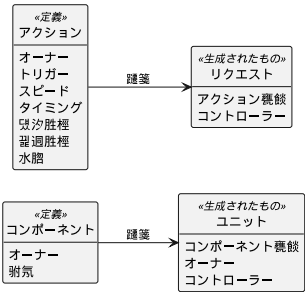 «定義»
アクション
オーナー
トリガー
スピード
タイミング
«生成されたもの»
リクエスト
アクション
コントローラー
«定義»
コンポーネント
オーナー
«生成されたもの»
ユニット
コンポーネント
オーナー
コントローラー